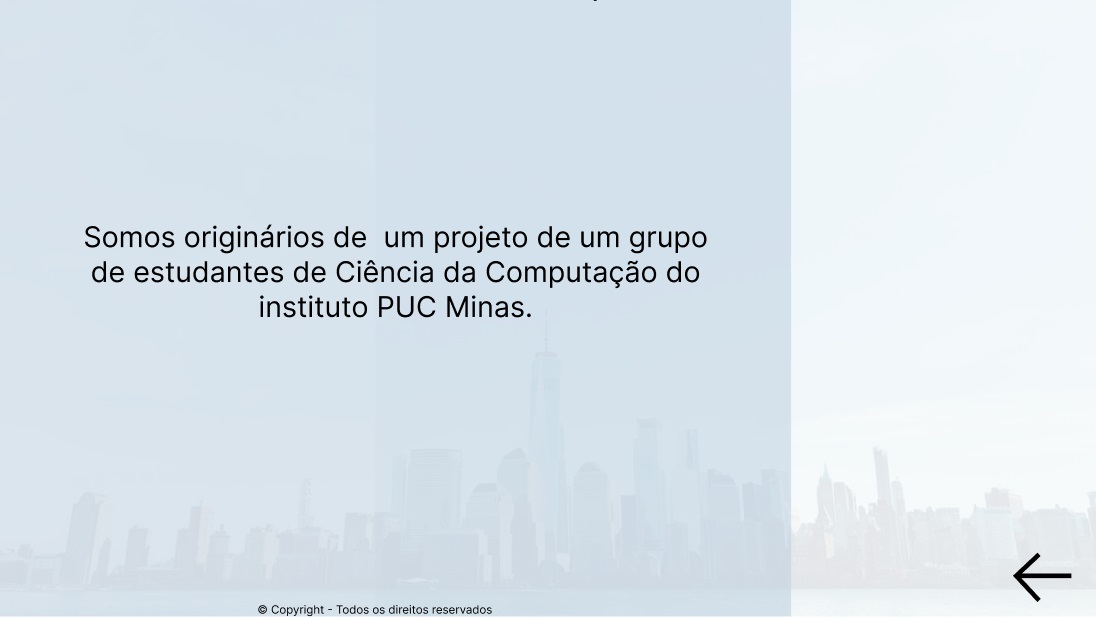 Somos originários de  um projeto de um grupo
de estudantes de Ciência da Computação do
instituto PUC Minas.
© Copyright - Todos os direitos reservados